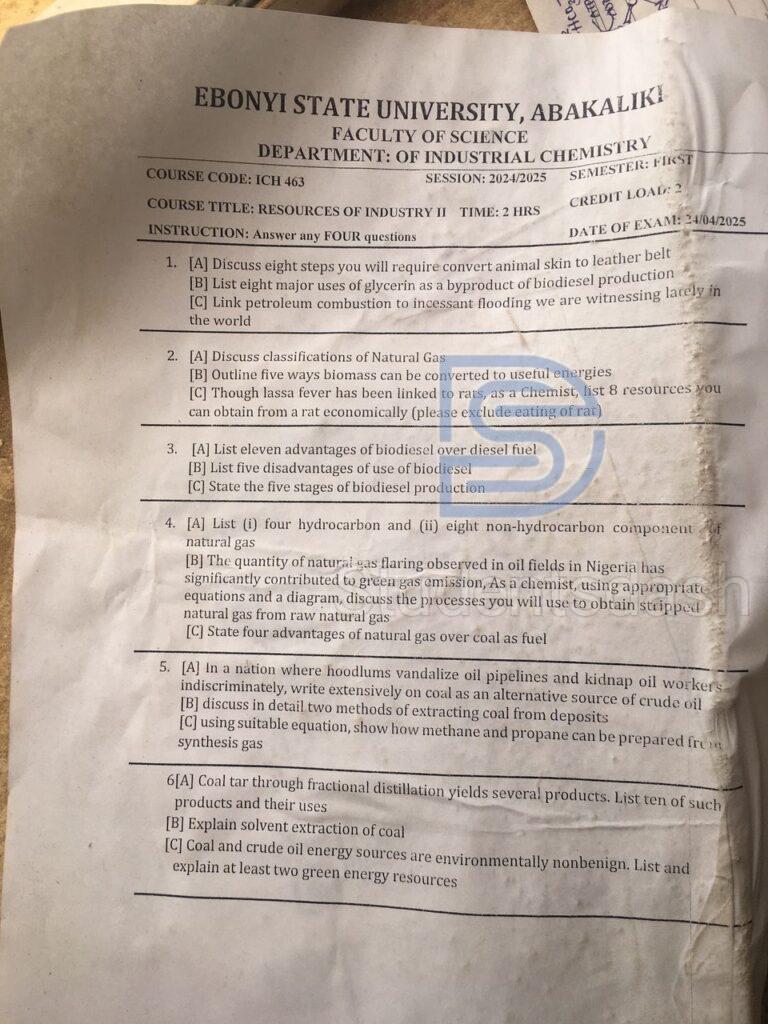 EBONYI STATE UNIVERSITY, ABAKALIKI
FACULTY OF SCIENCE
DEPARTMENT: OF INDUSTRIAL CHEMISTRY
COURSE CODE: ICH 463 SESSION: 2024/2025 SEMESTER: FIRST
COURSE TITLE: RESOURCES OF INDUSTRY II TIME: 2 HRS CREDIT LOAD: 2
INSTRUCTION: Answer any FOUR questions DATE OF EXAM: 24/04/2025
1. [A] Discuss eight steps you will require convert animal skin to leather belt
[B] List eight major uses of glycerin as a byproduct of biodiesel production
[C] Link petroleum combustion to incessant flooding we are witnessing lately in
the world
2. [A] Discuss classifications of Natural Gas
[B] Outline five ways biomass can be converted to useful energies
[C] Though lassa fever has been linked to rats, as a Chemist, list 8 resources you
can obtain from a rat economically (please exclude eating of rat)
3. [A] List eleven advantages of biodiesel over diesel fuel
[B] List five disadvantages of use of biodiesel
[C] State the five stages of biodiesel production
4. [A] List (i) four hydrocarbon and (ii) eight non-hydrocarbon component of
natural gas
[B] The quantity of natural gas flaring observed in oil fields in Nigeria has
significantly contributed to green gas emission, As a chemist, using appropriate
equations and a diagram, discuss the processes you will use to obtain stripped
natural gas from raw natural gas
[C] State four advantages of natural gas over coal as fuel
5. [A] In a nation where hoodlums vandalize oil pipelines and kidnap oil workers
indiscriminately, write extensively on coal as an alternative source of crude oil
[B] discuss in detail two methods of extracting coal from deposits
[C] using suitable equation, show how methane and propane can be prepared from
synthesis gas
6[A] Coal tar through fractional distillation yields several products. List ten of such
products and their uses
[B] Explain solvent extraction of coal
[C] Coal and crude oil energy sources are environmentally nonbenign. List and
explain at least two green energy resources